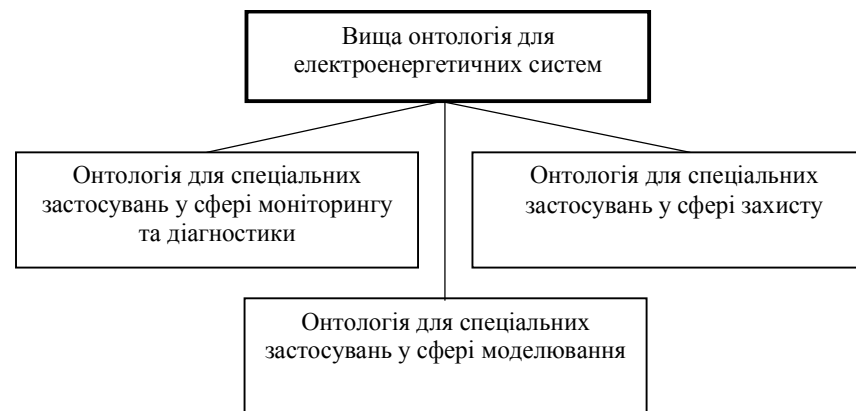 Вища онтологія для
електроенергетичних систем
Онтологія для спеціальних
застосувань у сфері моніторингу
та діагностики
Онтологія для спеціальних
застосувань у сфері захисту
Онтологія для спеціальних
застосувань у сфері моделювання